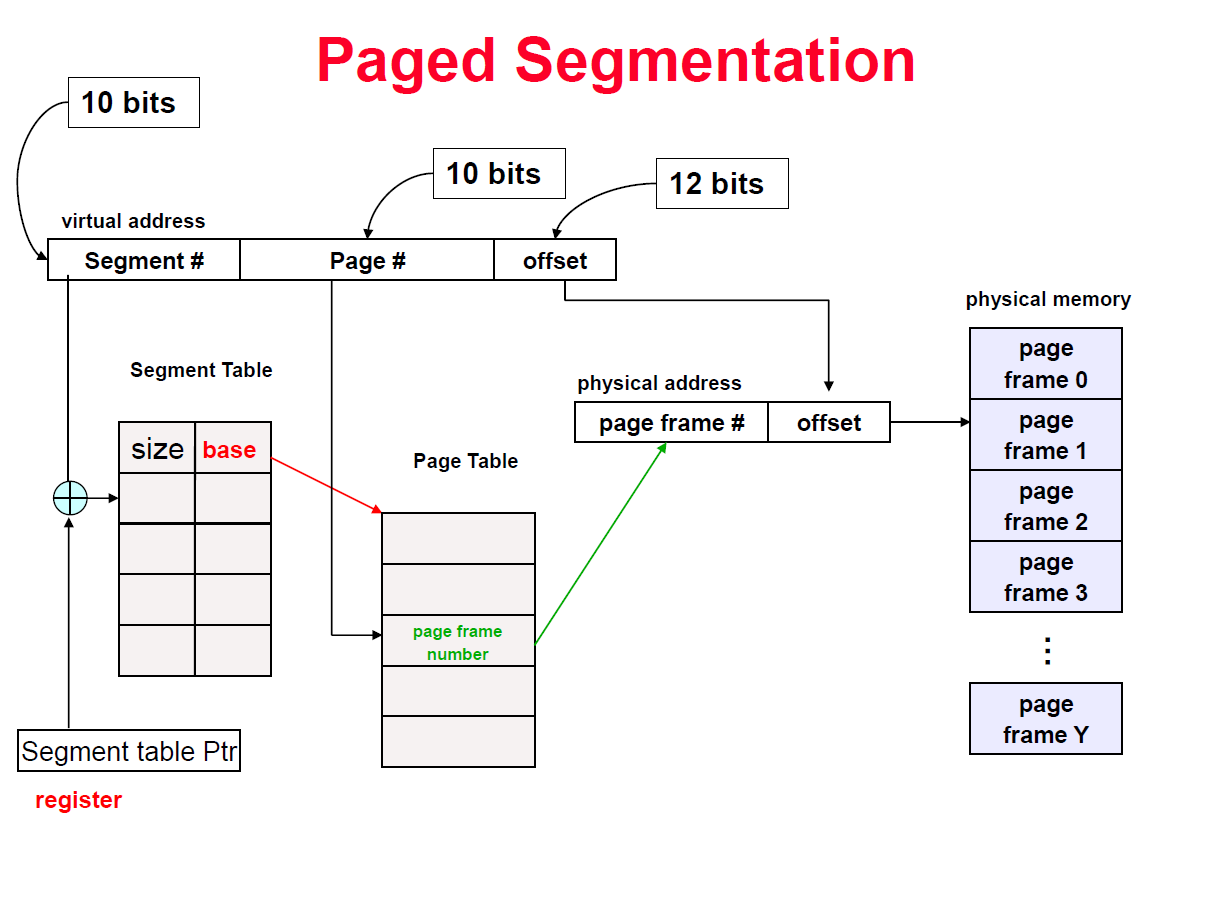 Paged Segmentation
10 bits
10 bits
12 bits
virtual address
Segment #
Page #
offset
physical memory
page
frame 0
Segment Table
physical address
page frame #
offset
page
frame 1
size
base
Page Table
page
frame 2
page
frame 3
page frame
number
⋮
page
frame Y
Segment table Ptr
register